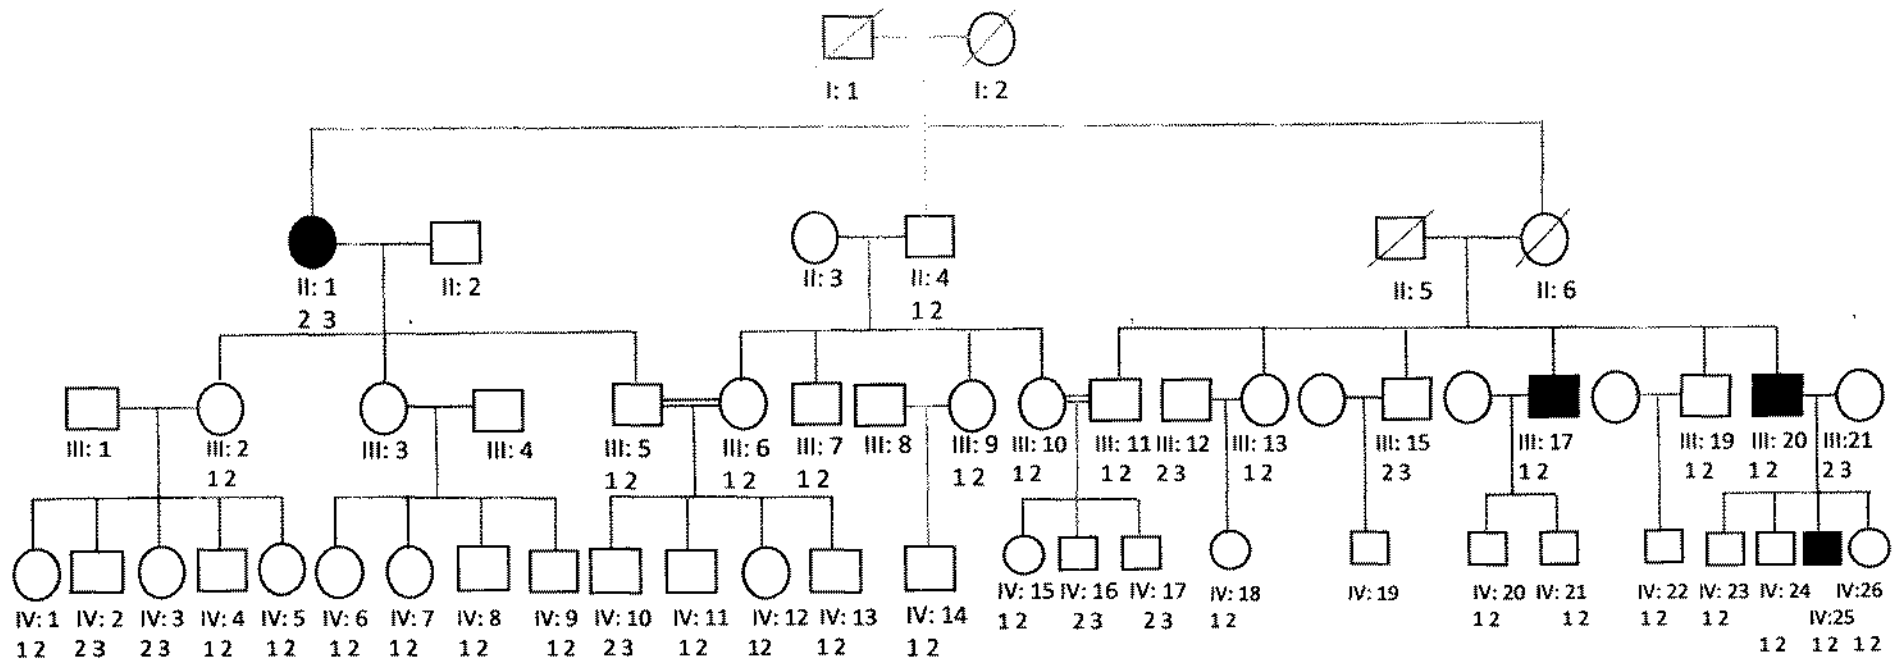 I: 1 I: 2
II: 1 II: 2 II: 3 II: 4 II: 5 II: 6
2 3 1 2
III: 1 III: 2 III: 3 III: 4 III: 5 III: 6 III: 7 III: 8 III: 9 III: 10 III: 11 III: 12 III: 13 III: 15 III: 17 III: 19 III: 20 III:21
1 2 1 2 1 2 1 2 1 2 1 2 1 2 2 3 1 2 2 3 1 2 1 2 1 2 2 3
IV: 1 IV: 2 IV: 3 IV: 4 IV: 5 IV: 6 IV: 7 IV: 8 IV: 9 IV: 10 IV: 11 IV: 12 IV: 13 IV: 14 IV: 15 IV: 16 IV: 17 IV: 18 IV: 19 IV: 20 IV: 21 IV: 22 IV: 23 IV: 24 IV:26
IV:25
1 2 2 3 2 3 1 2 1 2 1 2 1 2 1 2 1 2 2 3 1 2 12 1 2 1 2 1 2 2 3 2 3 1 2 1 2 1 2 1 2 1 2 1 2 1 2 1 2